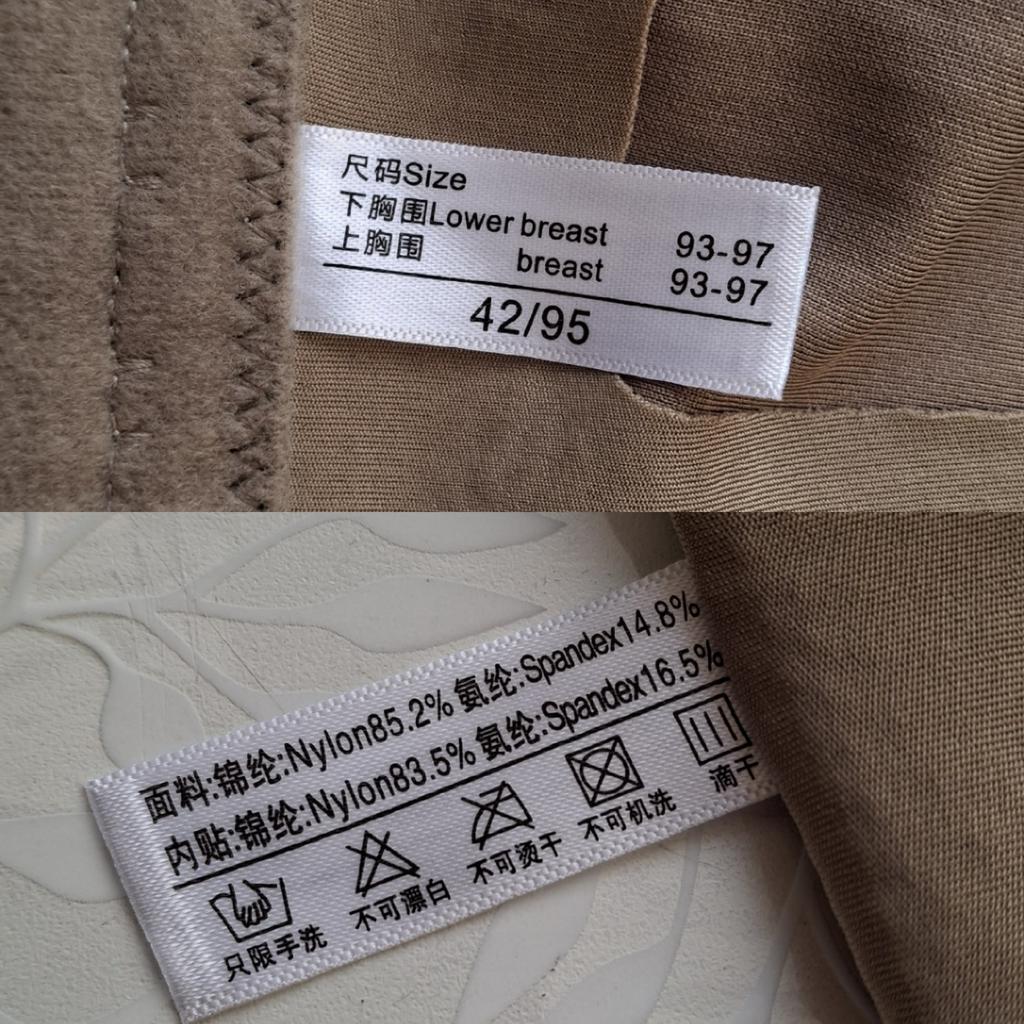 尺码Size
下胸围Lower breast 93-97
上胸围 breast 93-97
42/95
面料:锦纶:Nylon85.2% 氨纶:Spandex14.8%
内贴:锦纶:Nylon83.5% 氨纶:Spandex16.5%
只限手洗 不可漂白 不可烫干 不可机洗 滴干